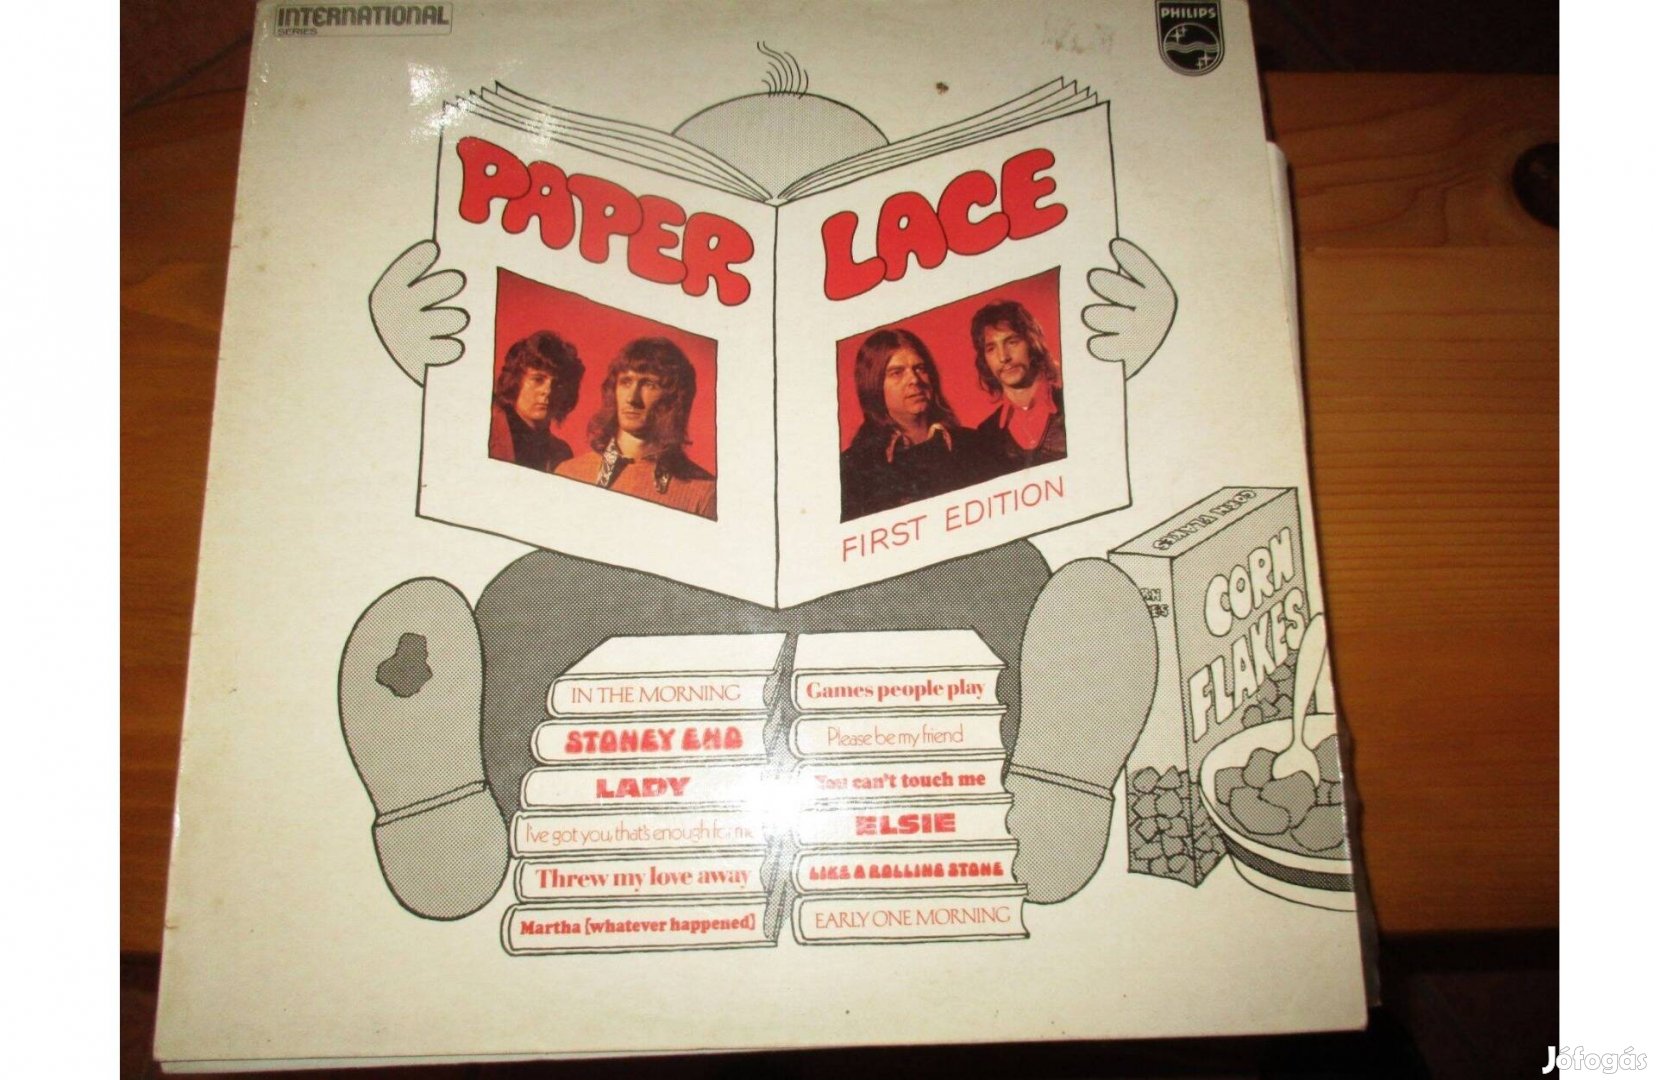 INTERNATIONAL
SERIES
PHILIPS
PAPER LACE
FIRST EDITION
CORN FLAKES
CORN
FLAKES
IN THE MORNING
STONEY END
LADY
I've got you, that's enough for me
Threw my love away
Martha [whatever happened]
Games people play
Please be my friend
You can't touch me
ELSIE
LIKE A ROLLING STONE
EARLY ONE MORNING
Jófogás